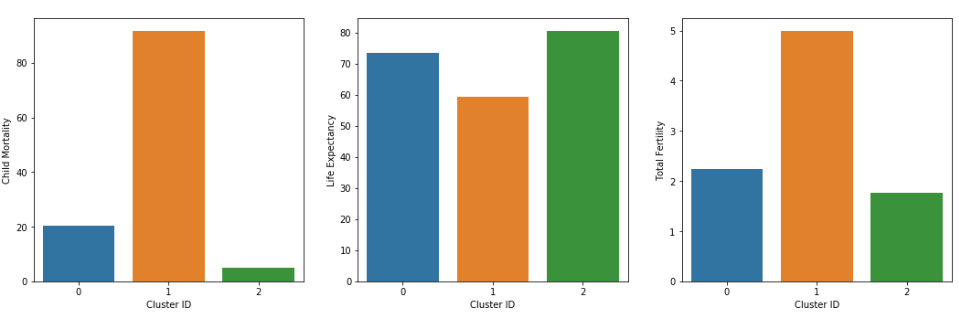 Child Mortality
80
60
40
20
0
0 1 2
Cluster ID
Life Expectancy
80
70
60
50
40
30
20
10
0
0 1 2
Cluster ID
Total Fertility
5
4
3
2
1
0
0 1 2
Cluster ID